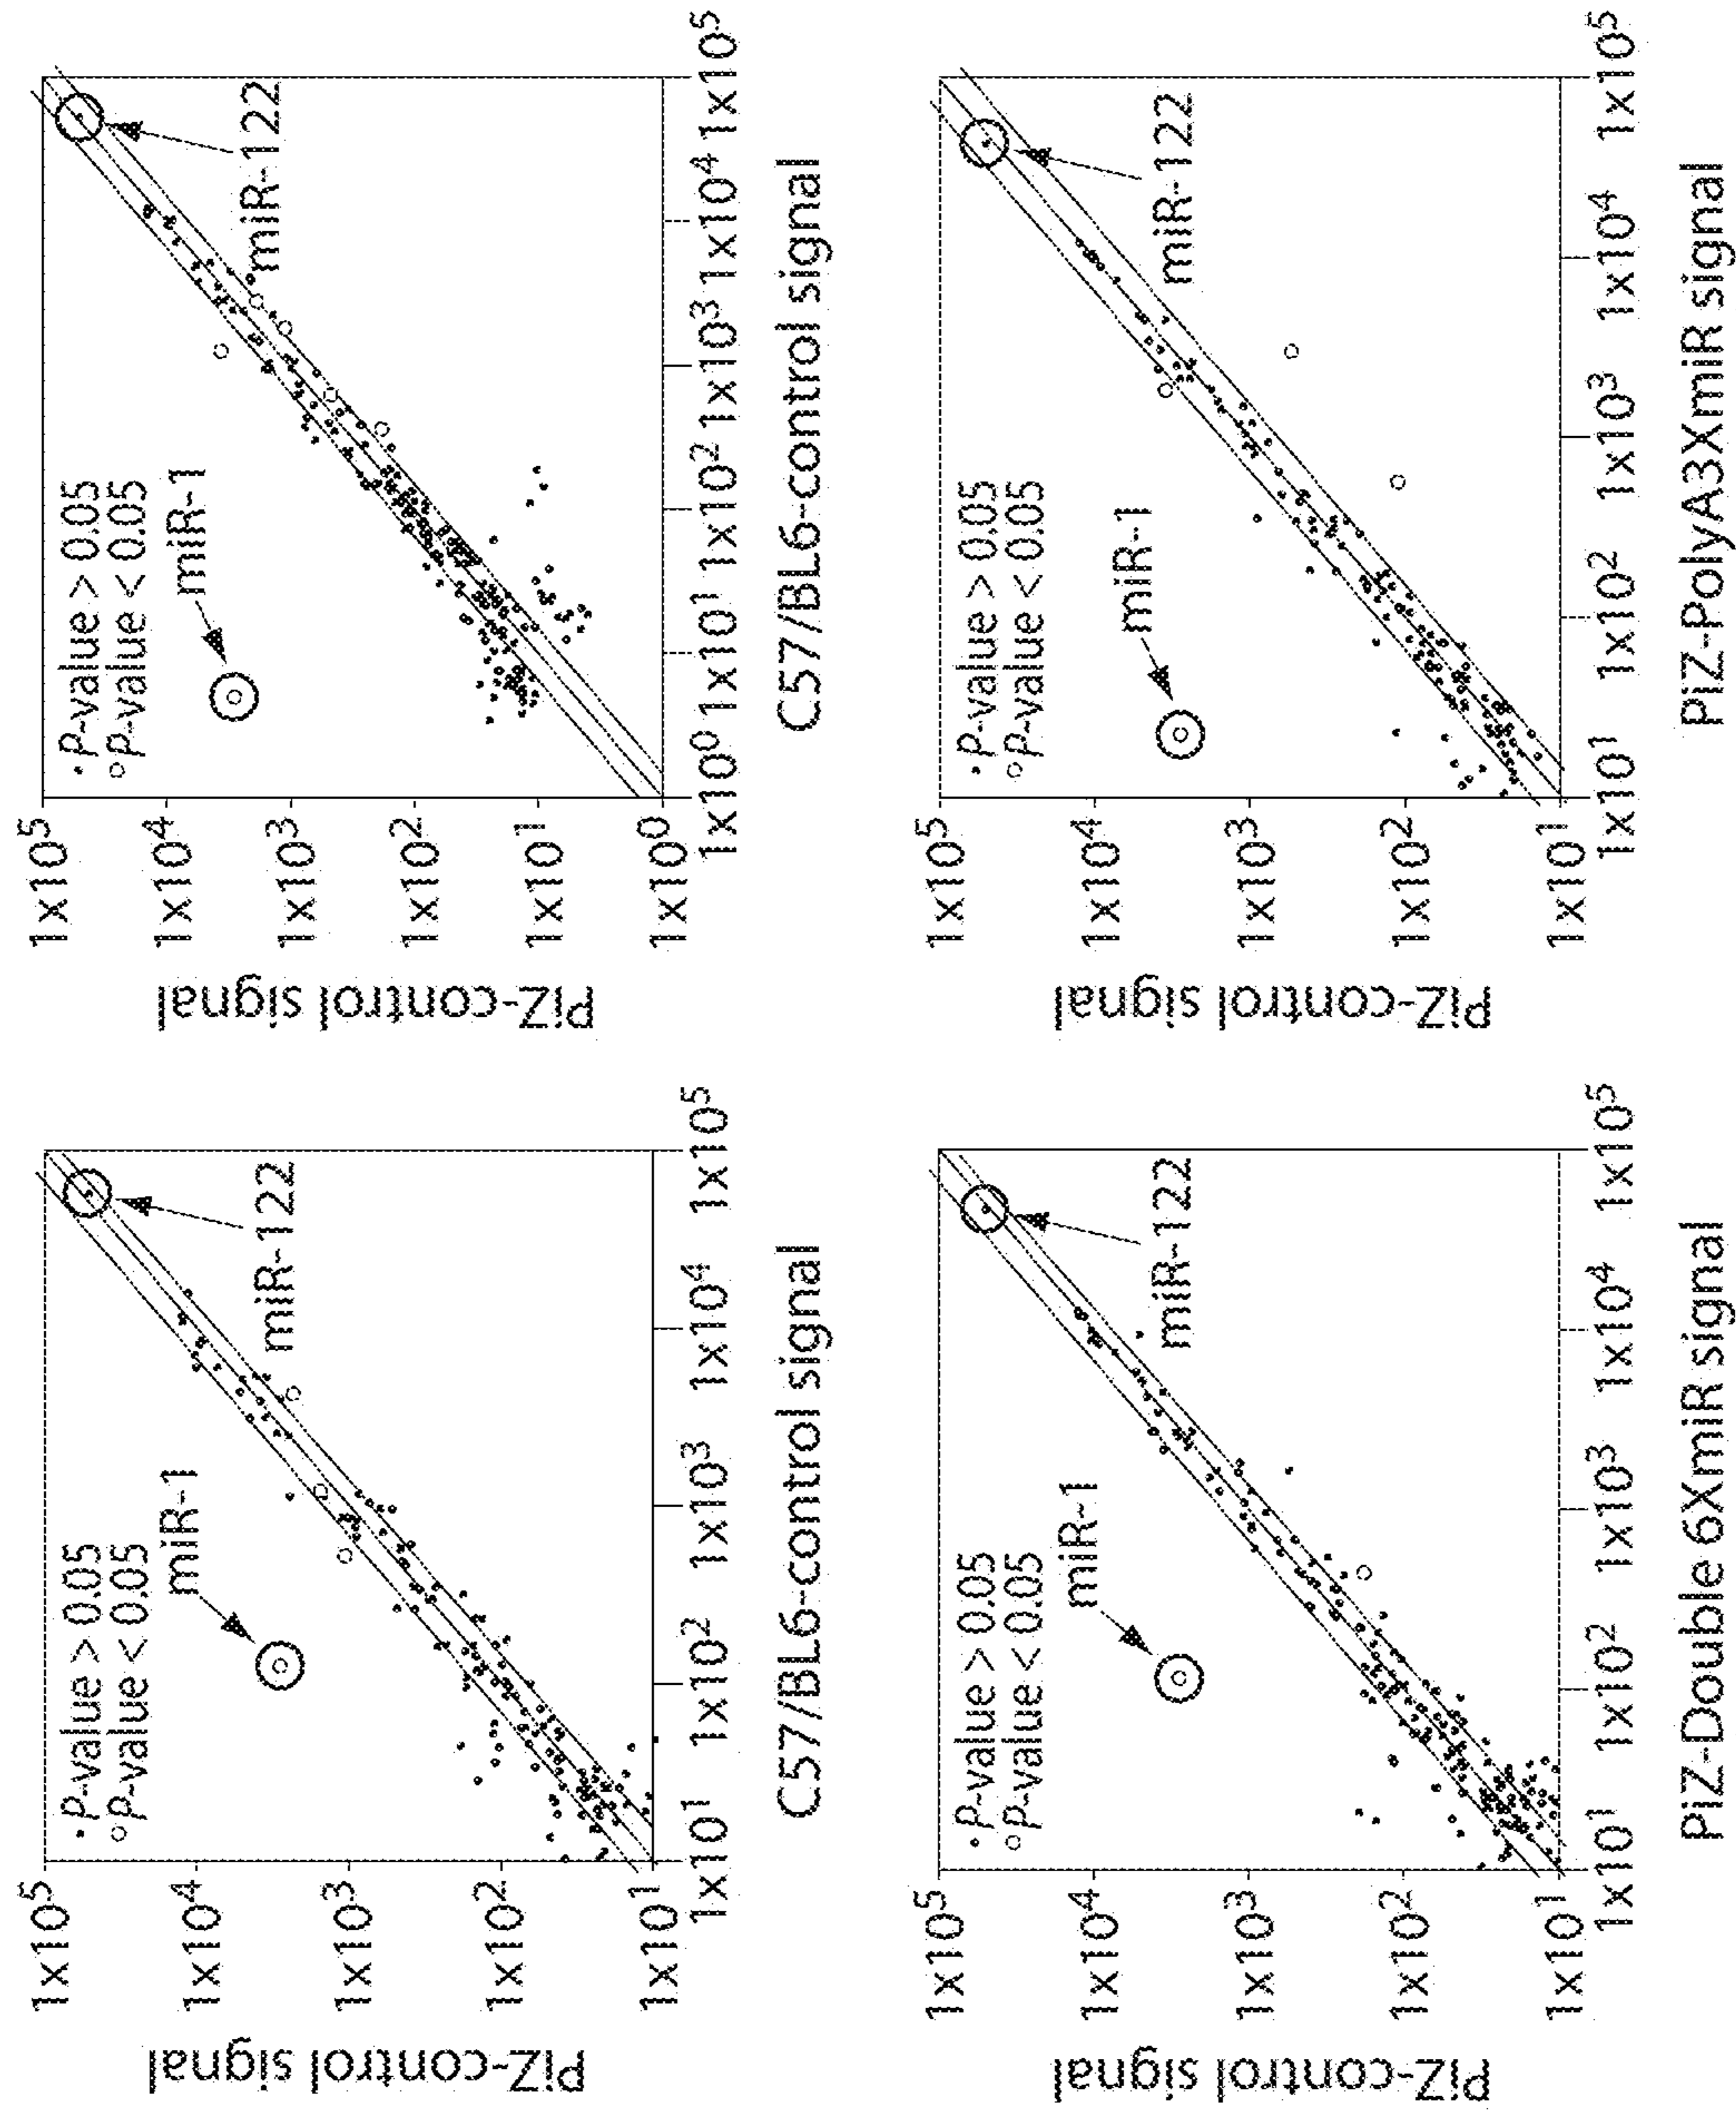 PiZ-control signal
1x10⁵
1x10⁴
1x10³
1x10²
1x10¹
P-value > 0.05
P-value < 0.05
miR-1
miR-122
1x10¹ 1x10² 1x10³ 1x10⁴ 1x10⁵
C57/BL6-control signal
PiZ-control signal
1x10⁵
1x10⁴
1x10³
1x10²
1x10¹
1x10⁰
P-value > 0.05
P-value < 0.05
miR-1
miR-122
1x10⁰ 1x10¹ 1x10² 1x10³ 1x10⁴ 1x10⁵
C57/BL6-control signal
PiZ-control signal
1x10⁵
1x10⁴
1x10³
1x10²
1x10¹
P-value > 0.05
P-value < 0.05
miR-1
miR-122
1x10¹ 1x10² 1x10³ 1x10⁴ 1x10⁵
PiZ-Double 6XmiR signal
PiZ-control signal
1x10⁵
1x10⁴
1x10³
1x10²
1x10¹
P-value > 0.05
P-value < 0.05
miR-1
miR-122
1x10¹ 1x10² 1x10³ 1x10⁴ 1x10⁵
PiZ-PolyA3XmiR signal